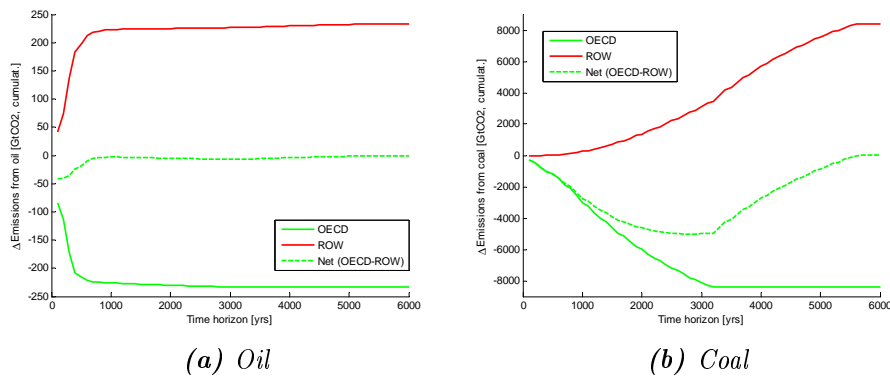 250
200
150
100
50
0
-50
-100
-150
-200
-250
Δ Emissions from oil [GtCO2, cumulat.]
OECD
ROW
Net (OECD-ROW)
0 1000 2000 3000 4000 5000 6000
Time horizon [yrs]
(a) Oil
8000
6000
4000
2000
0
-2000
-4000
-6000
-8000
Δ Emissions from coal [GtCO2, cumulat.]
OECD
ROW
Net (OECD-ROW)
0 1000 2000 3000 4000 5000 6000
Time horizon [yrs]
(b) Coal